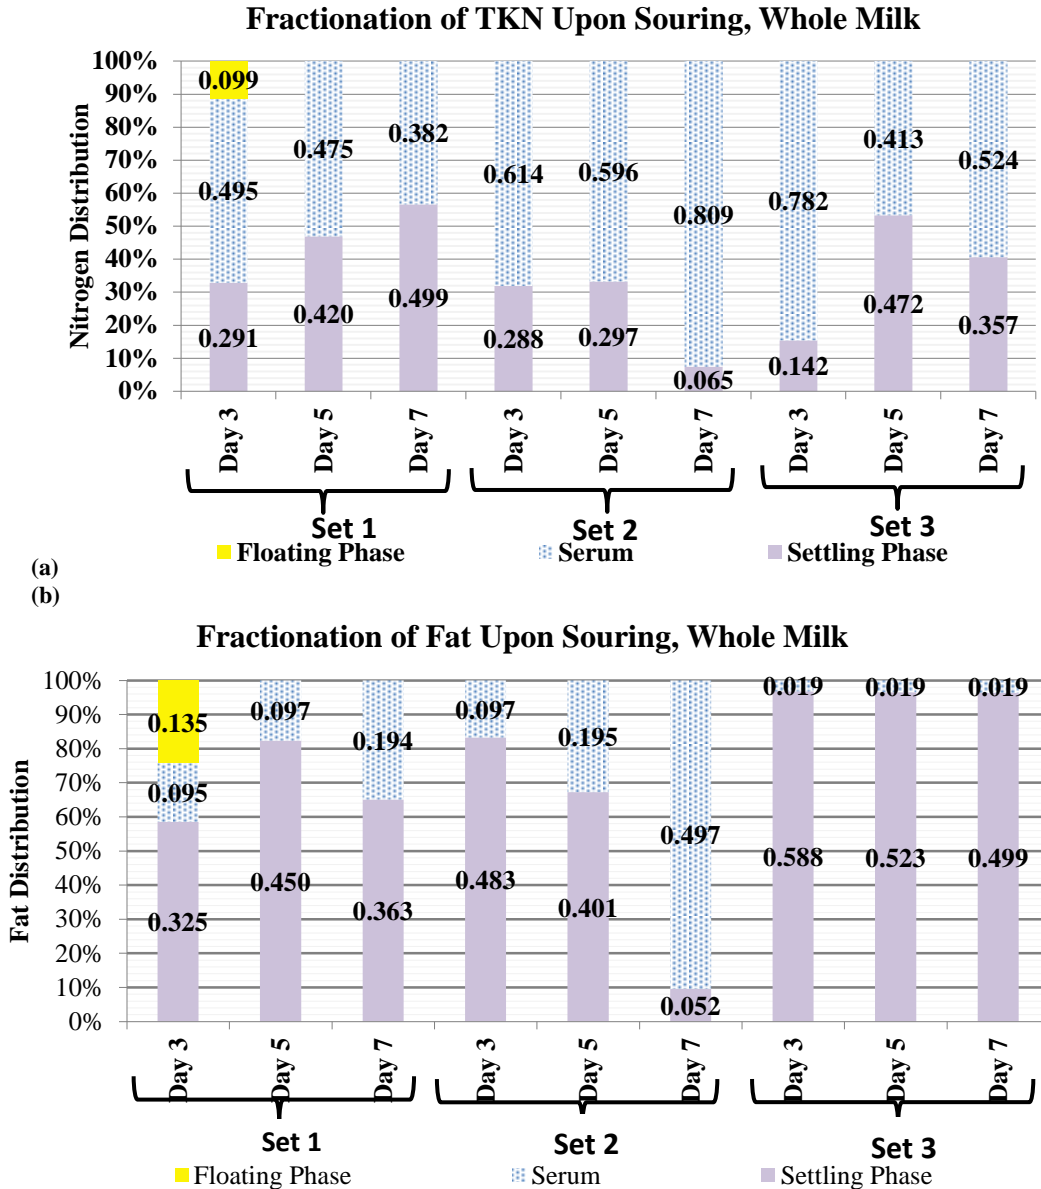 Fractionation of TKN Upon Souring, Whole Milk
Nitrogen Distribution
100%
90%
80%
70%
60%
50%
40%
30%
20%
10%
0%
0.099
0.495
0.291
0.475
0.420
0.382
0.499
0.614
0.288
0.596
0.297
0.809
0.065
0.782
0.142
0.413
0.472
0.524
0.357
Day 3
Day 5
Day 7
Day 3
Day 5
Day 7
Day 3
Day 5
Day 7
Set 1
Set 2
Set 3
Floating Phase
Serum
Settling Phase
(a)
(b)
Fractionation of Fat Upon Souring, Whole Milk
Fat Distribution
100%
90%
80%
70%
60%
50%
40%
30%
20%
10%
0%
0.135
0.095
0.325
0.097
0.450
0.194
0.363
0.097
0.483
0.195
0.401
0.497
0.052
0.019
0.588
0.019
0.523
0.019
0.499
Day 3
Day 5
Day 7
Day 3
Day 5
Day 7
Day 3
Day 5
Day 7
Set 1
Set 2
Set 3
Floating Phase
Serum
Settling Phase